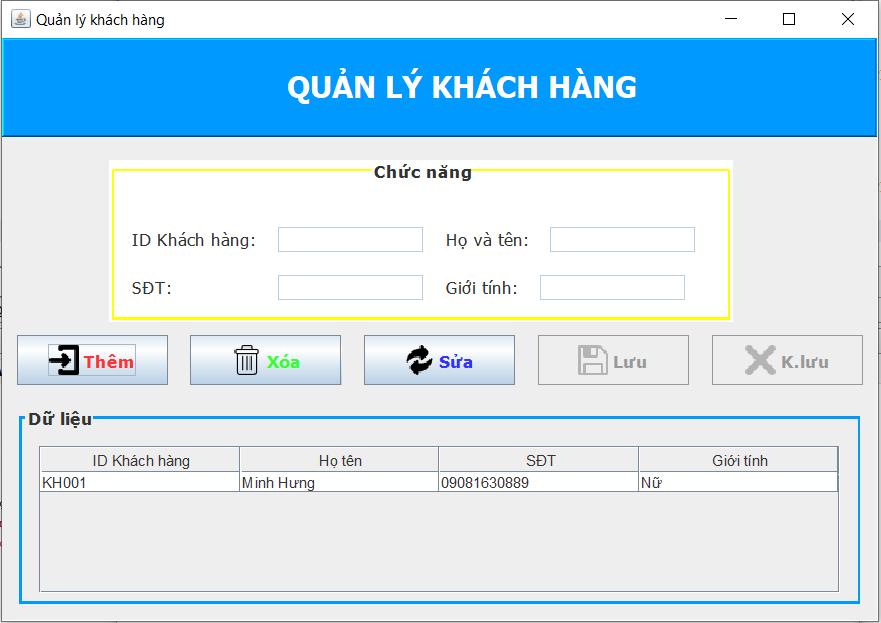 Quản lý khách hàng
QUẢN LÝ KHÁCH HÀNG
Chức năng
ID Khách hàng: Họ và tên:
SĐT: Giới tính:
Thêm Xóa Sửa Lưu K.lưu
Dữ liệu
ID Khách hàng Họ tên SĐT Giới tính
KH001 Minh Hưng 09081630889 Nữ